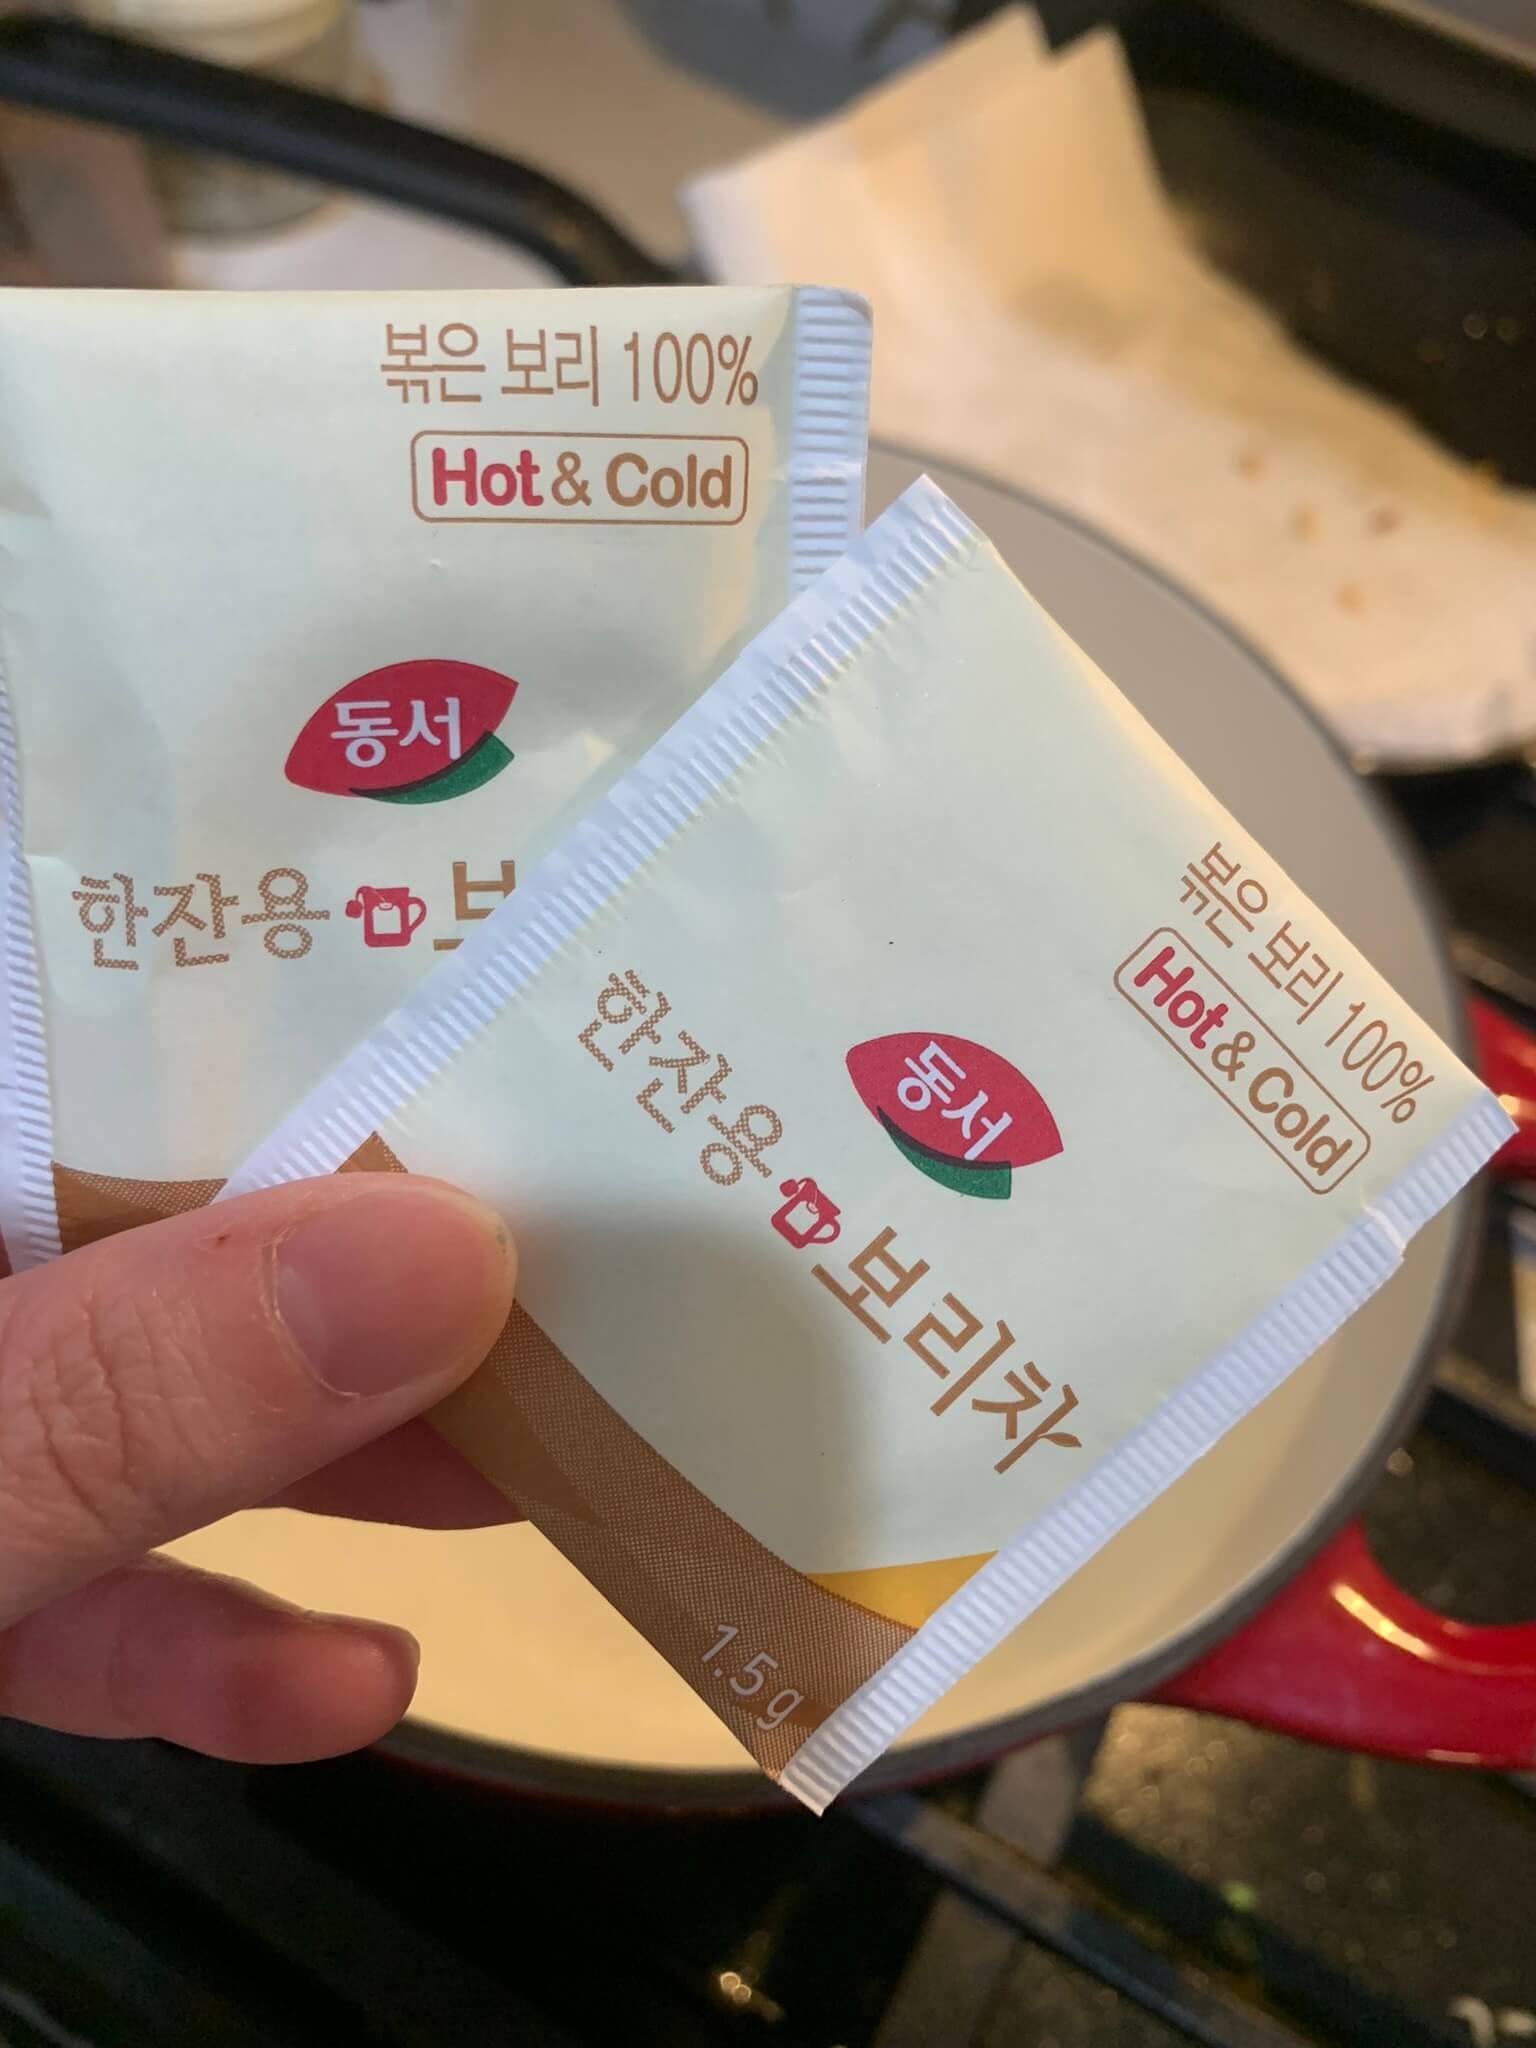 볶은 보리 100%
Hot & Cold
동서
한잔용 보
볶은 보리 100%
Hot & Cold
동서
한잔용 보리차
1.5g